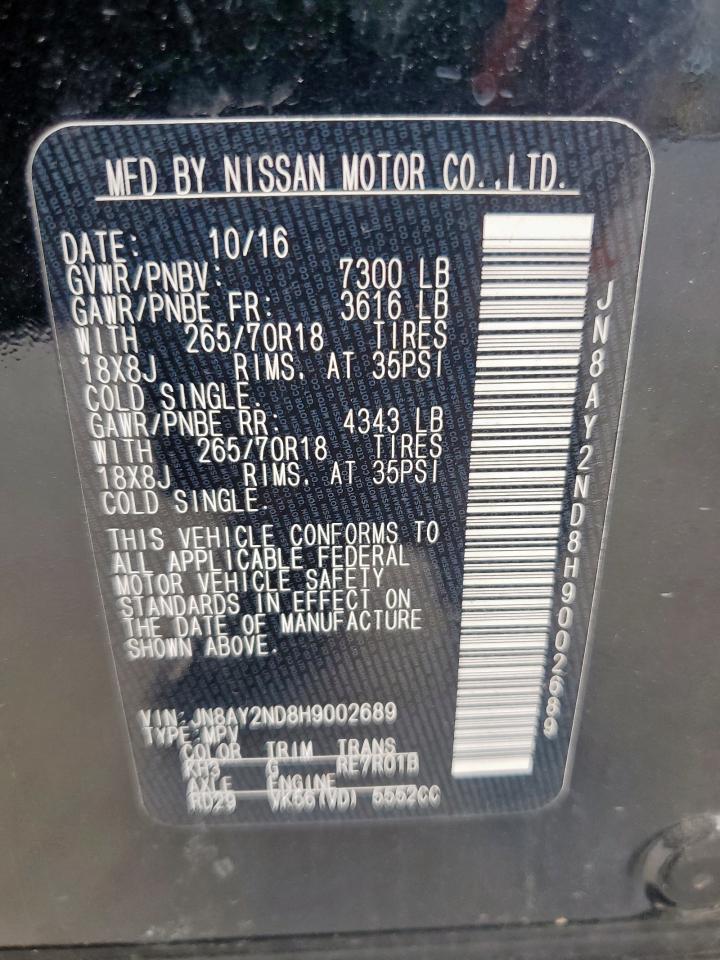 MFD BY NISSAN MOTOR CO.,LTD.
DATE: 10/16
GVWR/PNBV: 7300 LB
GAWR/PNBE FR: 3616 LB
WITH 265/70R18 TIRES
18X8J RIMS. AT 35PSI
COLD SINGLE.
GAWR/PNBE RR: 4343 LB
WITH 265/70R18 TIRES
18X8J RIMS. AT 35PSI
COLD SINGLE.
THIS VEHICLE CONFORMS TO
ALL APPLICABLE FEDERAL
MOTOR VEHICLE SAFETY
STANDARDS IN EFFECT ON
THE DATE OF MANUFACTURE
SHOWN ABOVE.
VIN:JN8AY2ND8H9002689
TYPE:MPV
COLOR TRIM TRANS
KH3 G RE7R01B
AXLE ENGINE
RD29 VK56(VD) 5552CC
JN8AY2ND8H9002689